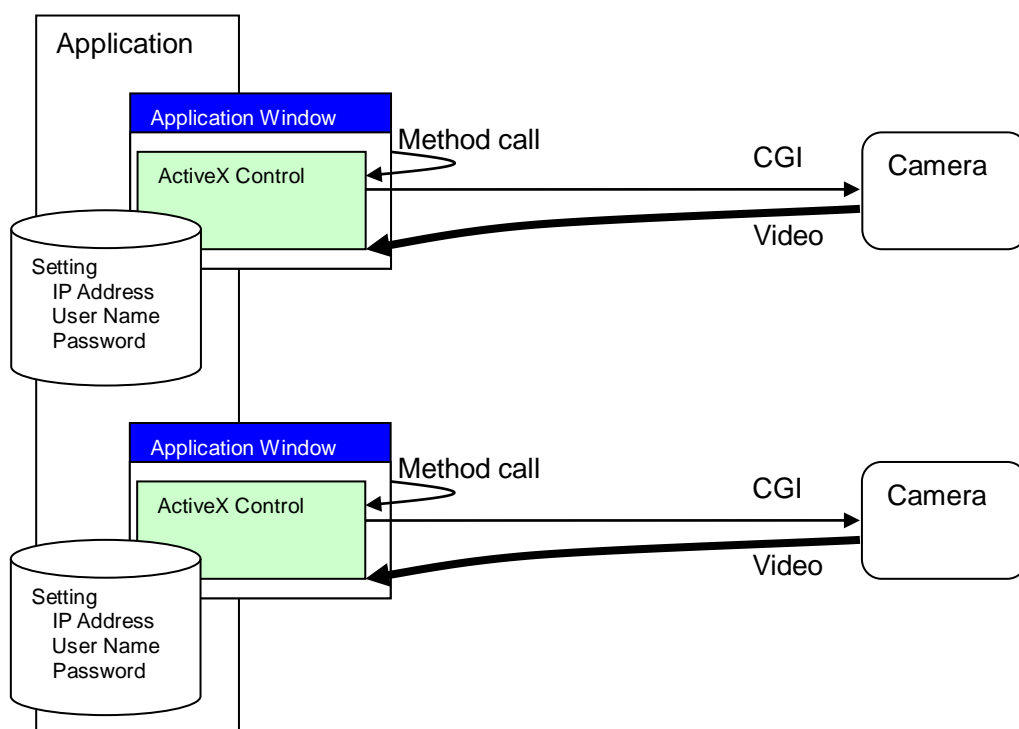 Application
Application Window
Method call
ActiveX Control
CGI
Camera
Video
Setting
IP Address
User Name
Password
Application Window
Method call
ActiveX Control
CGI
Camera
Video
Setting
IP Address
User Name
Password